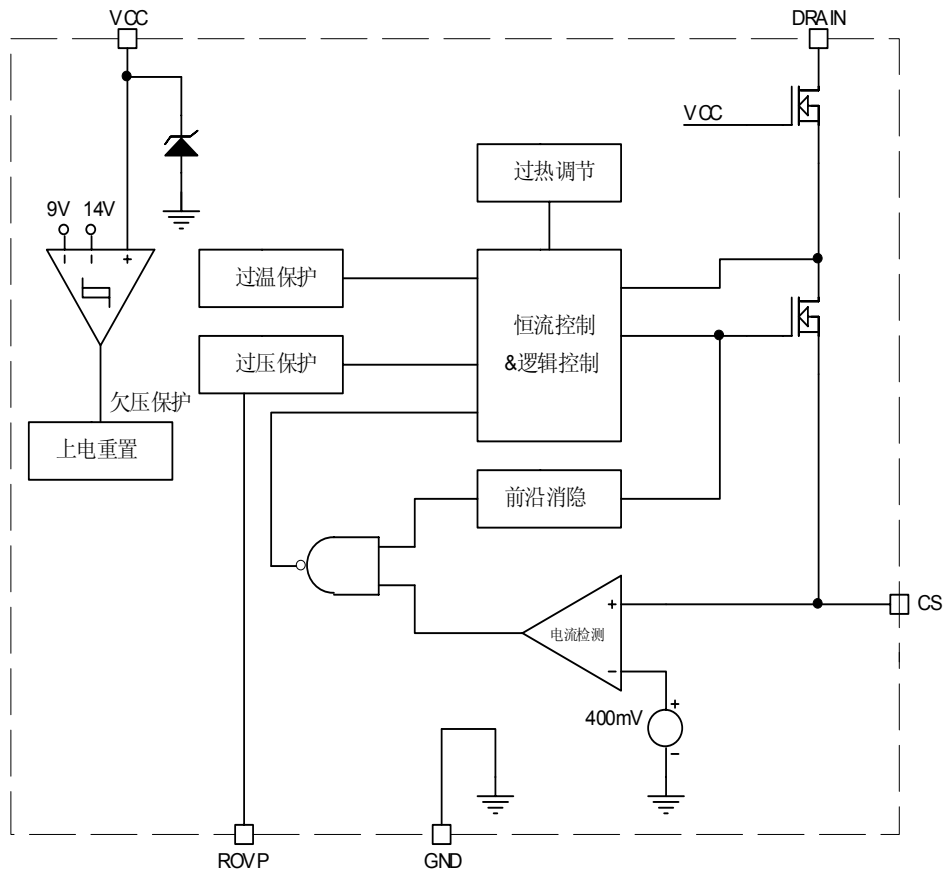 VCC
DRAIN
VCC
过热调节
9V
14V
+
过温保护
恒流控制
&逻辑控制
过压保护
欠压保护
上电重置
前沿消隐
+
CS
电流检测
400mV
+
ROVP
GND